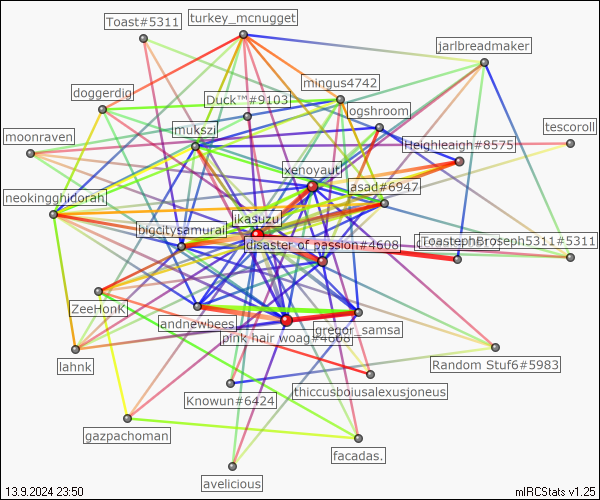 Toast#5311
turkey_mcnugget
jarlbreadmaker
mingus4742
doggerdig
Duck™#9103
ogshroom
tescoroll
mukszi
moonraven
Heighleaigh#8575
xenoyaut
asad#6947
neokingghidorah
ikasuzu
bigcitysamurai
disaster of passion#4608
ToastephBroseph5311#5311
ZeeHonK
andnewbees
gregor_samsa
pink hair woag#4668
lahnk
Random Stuf6#5983
thiccusboiusalexusjoneus
Knowun#6424
gazpachoman
facadas.
avelicious
13.9.2024 23:50
mIRCStats v1.25